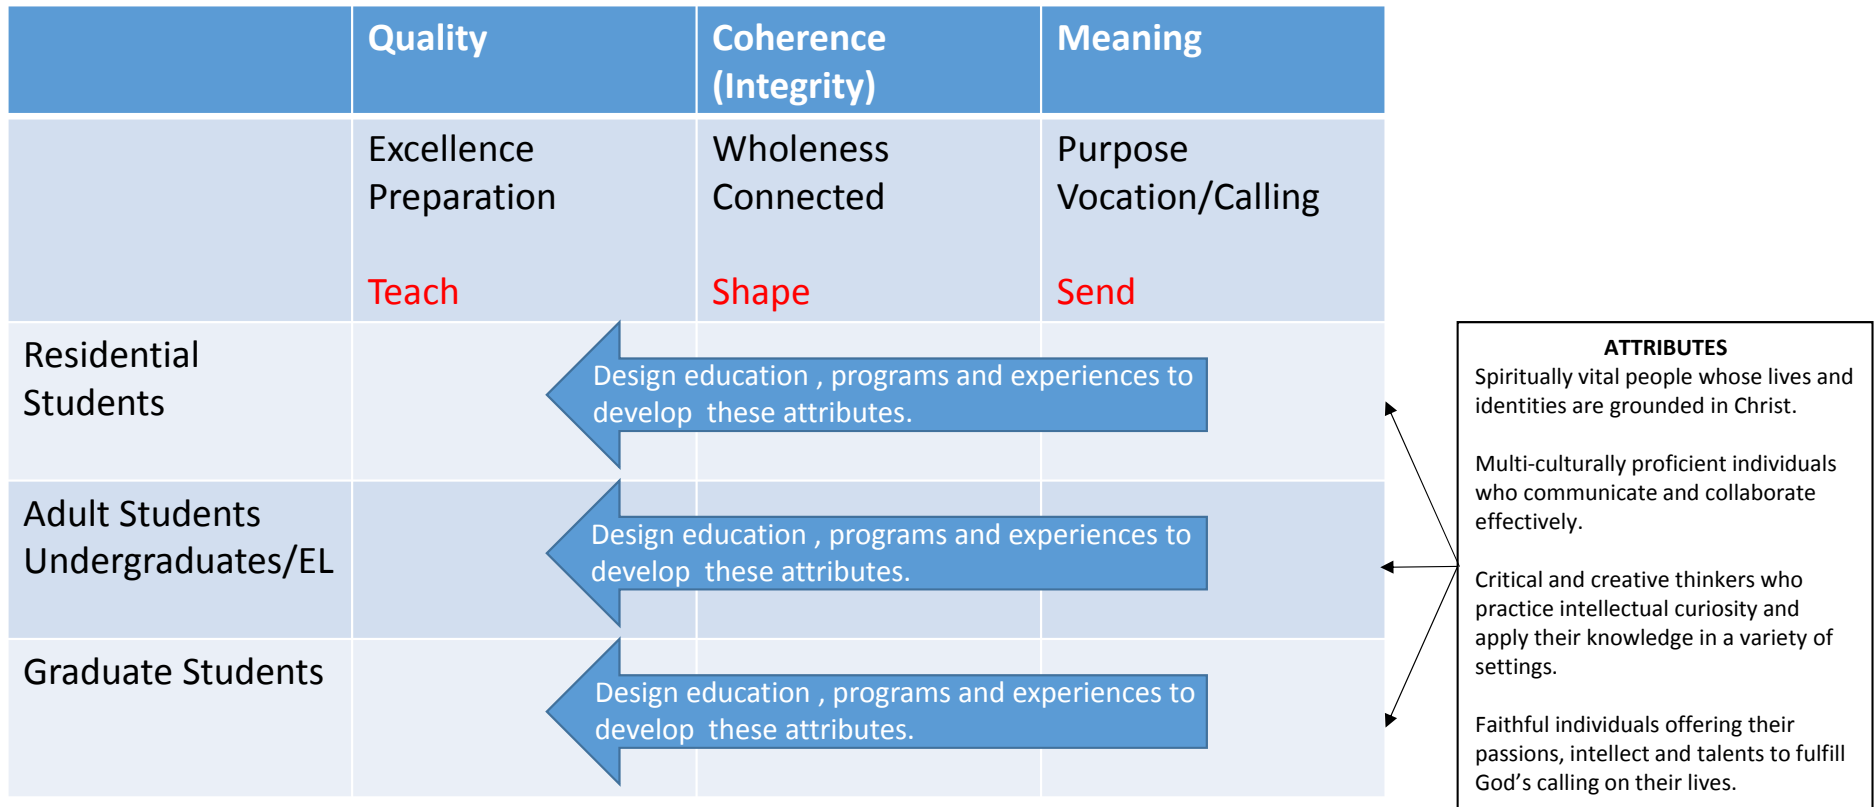 Quality
Coherence
(Integrity)
Meaning
Excellence
Preparation
Teach
Wholeness
Connected
Shape
Purpose
Vocation/Calling
Send
Residential
Students
Design education , programs and experiences to
develop  these attributes.
Adult Students
Undergraduates/EL
Design education , programs and experiences to
develop  these attributes.
Graduate Students
Design education , programs and experiences to
develop  these attributes.
ATTRIBUTES
Spiritually vital people whose lives and
identities are grounded in Christ.
Multi-culturally proficient individuals
who communicate and collaborate
effectively.
Critical and creative thinkers who
practice intellectual curiosity and
apply their knowledge in a variety of
settings.
Faithful individuals offering their
passions, intellect and talents to fulfill
God’s calling on their lives.